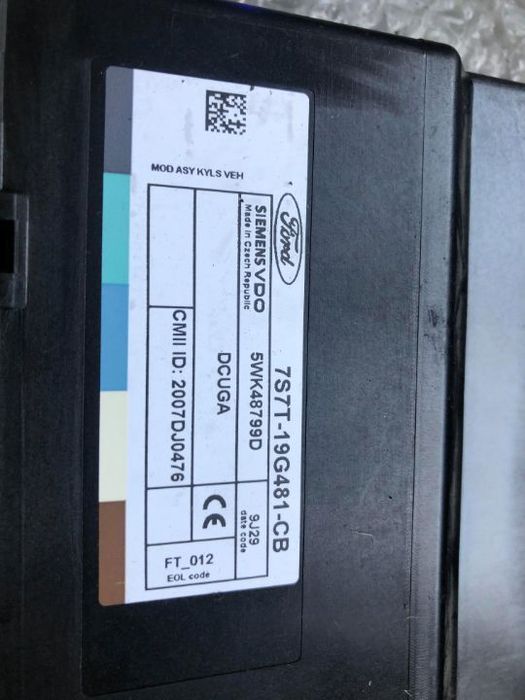 Ford
7S7T-19G481-CB
SIEMENS VDO
Made in Czech Republic
5WK48799D
9J29
date code
DCUGA
CE
CMII ID: 2007DJ0476
FT_012
EOL code
MOD ASY KYLS VEH